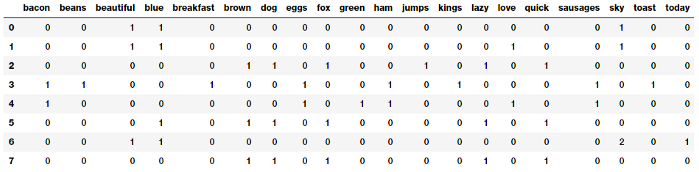 bacon beans beautiful blue breakfast brown dog eggs fox green ham jumps kings lazy love quick sausages sky toast today
0 0 0 1 1 0 0 0 0 0 0 0 0 0 0 0 0 0 1 0 0
1 0 0 1 1 0 0 0 0 0 0 0 0 0 0 1 0 0 1 0 0
2 0 0 0 0 0 1 1 0 1 0 0 1 0 1 0 1 0 0 0 0
3 1 1 0 0 1 0 0 1 0 0 1 0 1 0 0 0 1 0 1 0
4 1 0 0 0 0 0 0 1 0 1 1 0 0 0 1 0 1 0 0 0
5 0 0 0 1 0 1 1 0 1 0 0 0 0 1 0 1 0 0 0 0
6 0 0 1 1 0 0 0 0 0 0 0 0 0 0 0 0 0 2 0 1
7 0 0 0 0 0 1 1 0 1 0 0 0 0 1 0 1 0 0 0 0